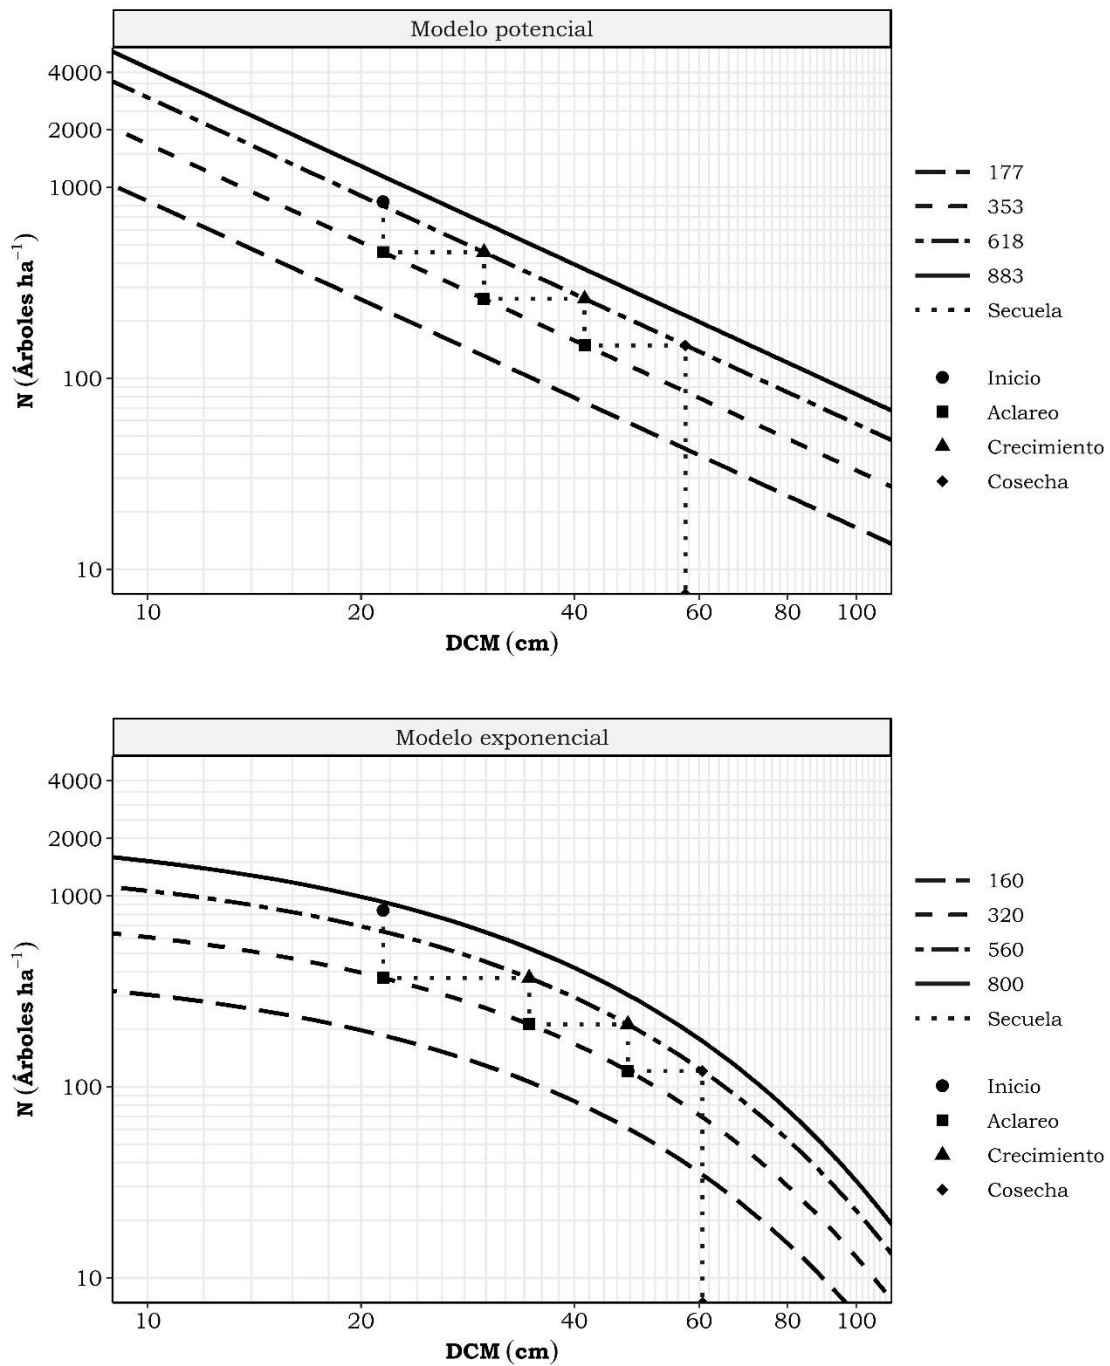 Modelo potencial
4000
2000
1000
100
10
N (Árboles ha⁻¹)
10 20 40 60 80 100
DCM (cm)
177
353
618
883
Secuela
Inicio
Aclareo
Crecimiento
Cosecha
Modelo exponencial
4000
2000
1000
100
10
N (Árboles ha⁻¹)
10 20 40 60 80 100
DCM (cm)
160
320
560
800
Secuela
Inicio
Aclareo
Crecimiento
Cosecha